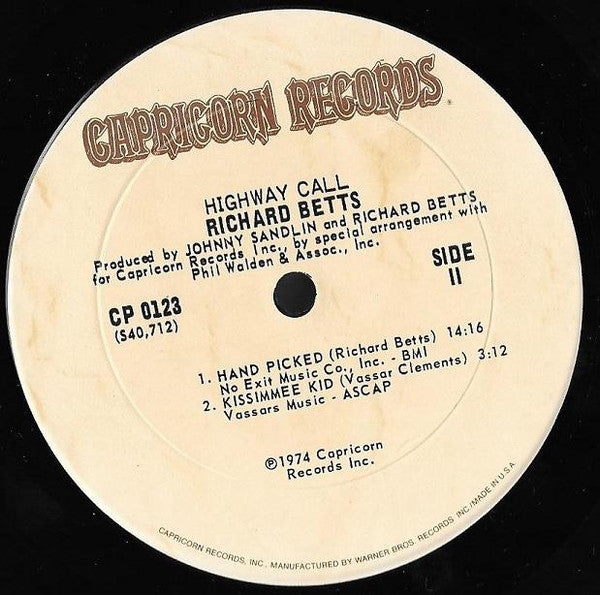 CAPRICORN RECORDS
HIGHWAY CALL
RICHARD BETTS
Produced by JOHNNY SANDLIN and RICHARD BETTS
for Capricorn Records Inc., by special arrangement with
Phil Walden & Assoc., Inc.
CP 0123
(S40,712)
SIDE
II
1. HAND PICKED (Richard Betts) 14:16
No Exit Music Co., Inc. - BMI
2. KISSIMMEE KID (Vassar Clements) 3:12
Vassars Music - ASCAP
℗1974 Capricorn
Records Inc.
CAPRICORN RECORDS, INC. MANUFACTURED BY WARNER BROS. RECORDS INC./MADE IN U.S.A.